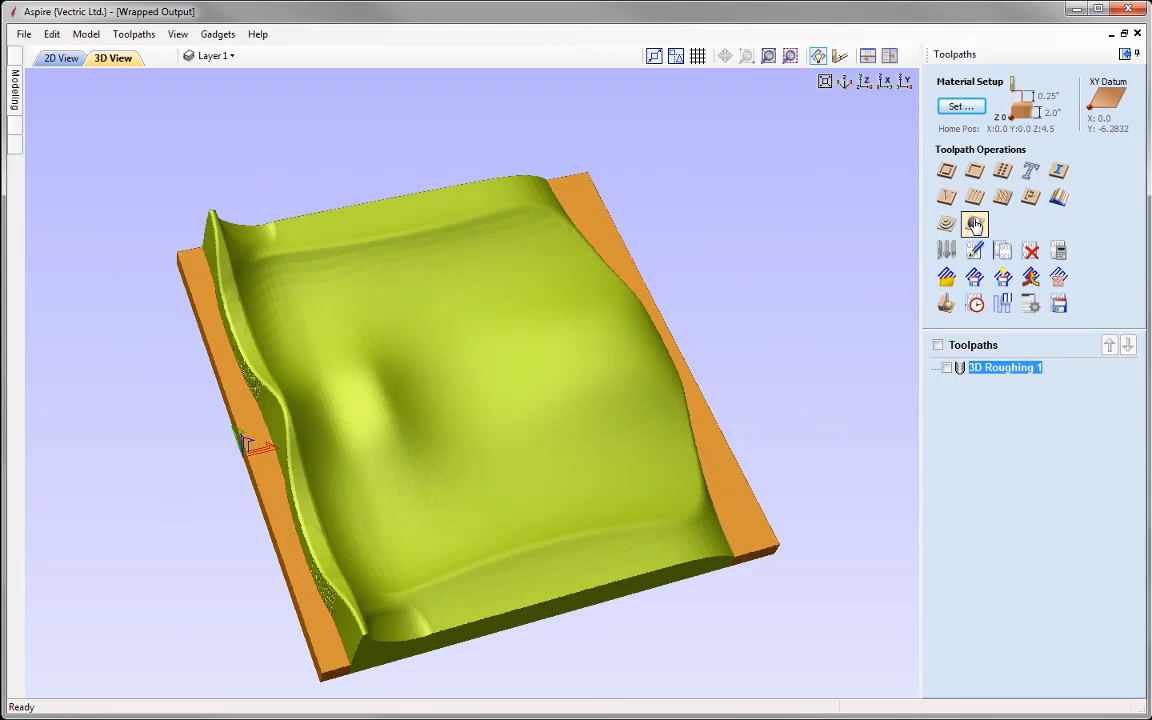 Aspire {Vectric Ltd.} - [Wrapped Output]
File Edit Model Toolpaths View Gadgets Help
2D View 3D View Layer1
Modeling
Z X Y
Toolpaths
Material Setup
Set ...
0.25"
2.0"
Z 0
Home Pos: X:0.0 Y:0.0 Z:4.5
XY Datum
X: 0.0
Y: -6.2832
Toolpath Operations
Toolpaths
3D Roughing 1
Ready